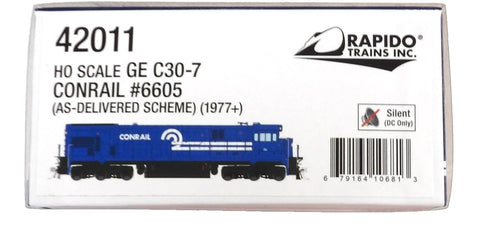 42011
RAPIDO®
TRAINS INC.
HO SCALE GE C30-7
CONRAIL #6605
(AS-DELIVERED SCHEME) (1977+)
Silent
(DC Only)
CONRAIL
6 79164 10681 3